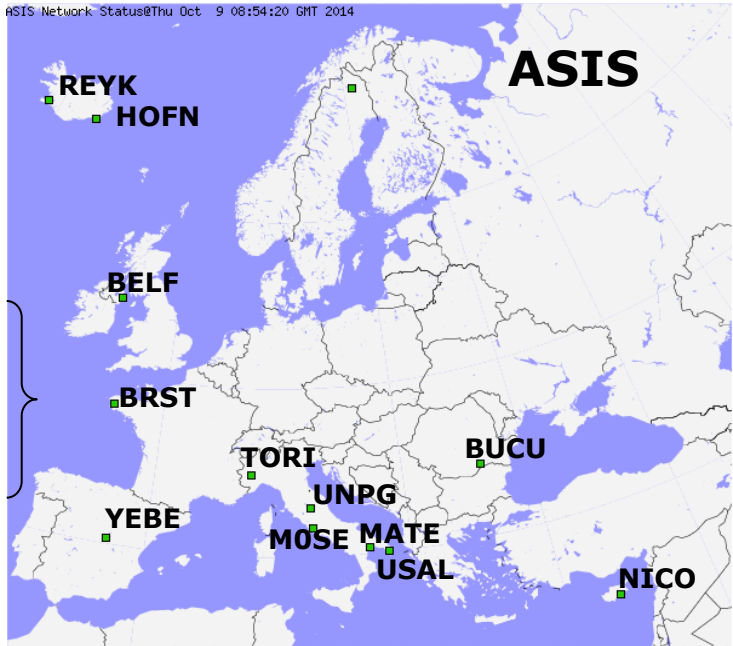 ASIS Network Status@Thu Oct  9 08:54:20 GMT 2014
ASIS
REYK
HOFN
BELF
BRST
TORI
BUCU
UNPG
YEBE
M0SE
MATE
USAL
NICO